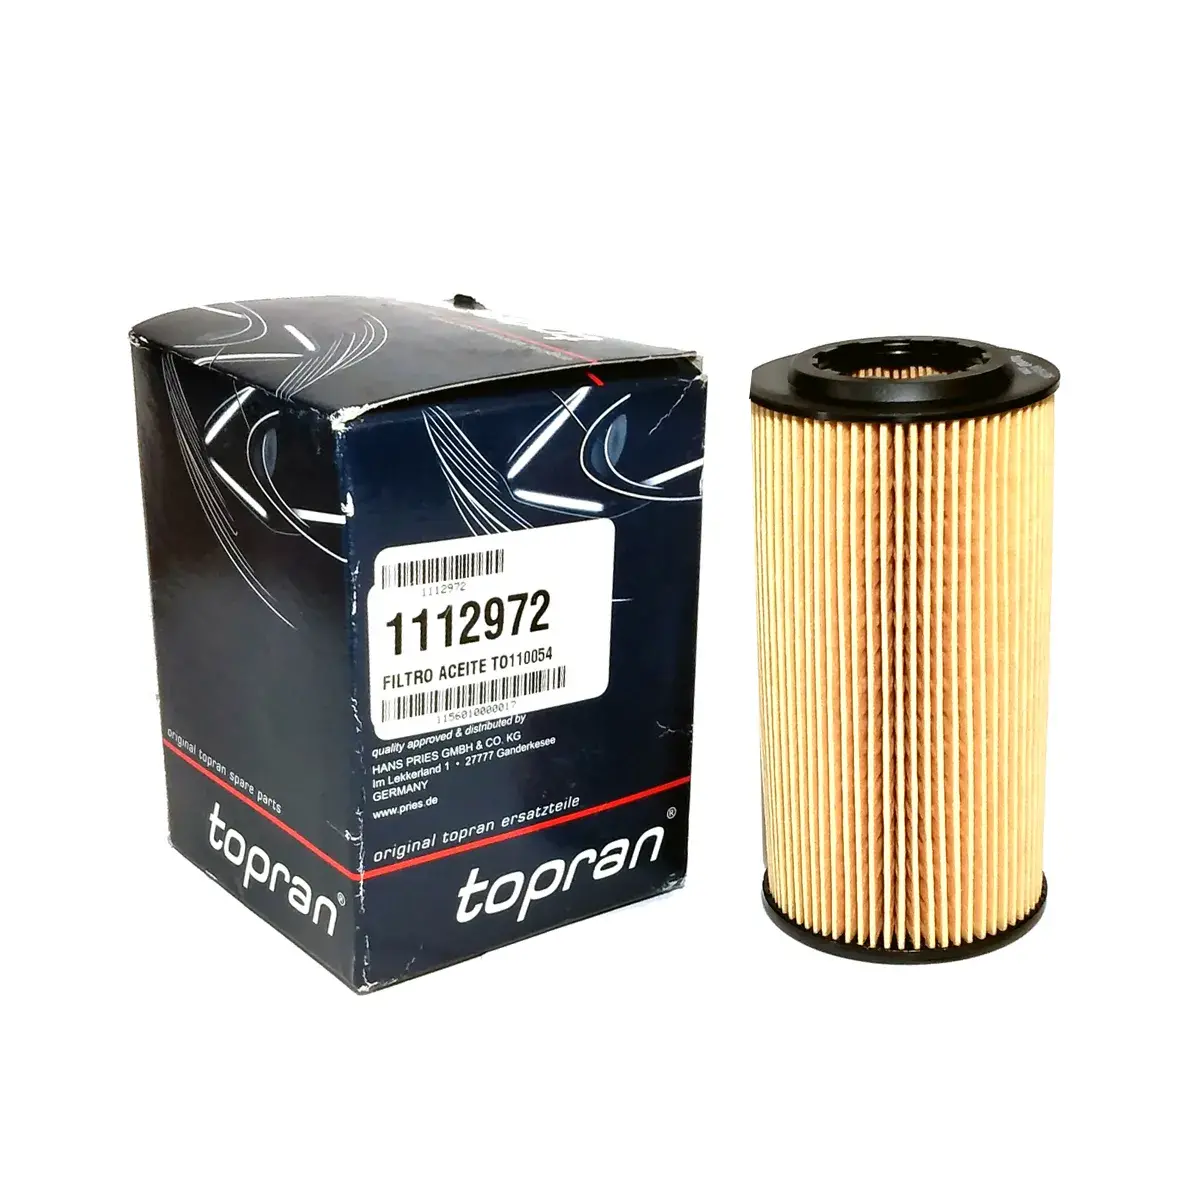 1112972
1112972
FILTRO ACEITE TO110054
1156010000017
quality approved & distributed by
HANS PRIES GMBH & CO. KG
Im Lekkerland 1 • 27777 Ganderkesee
GERMANY
www.pries.de
original topran ersatzteile
topran®
original topran spare parts
topran®